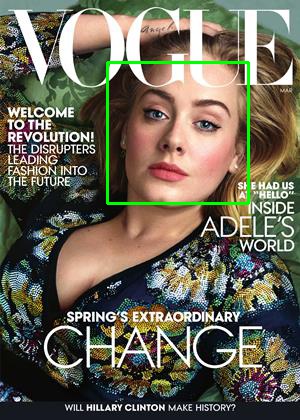 VOGUE
MAR
WELCOME
TO THE
REVOLUTION!
THE DISRUPTERS
LEADING
FASHION INTO
THE FUTURE
SHE HAD US
AT "HELLO"
INSIDE
ADELE'S
WORLD
SPRING'S EXTRAORDINARY
CHANGE
WILL HILLARY CLINTON MAKE HISTORY?